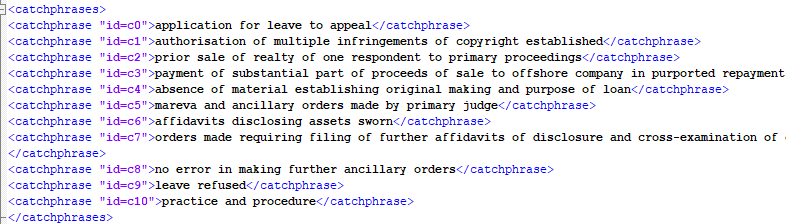 <catchphrases>
<catchphrase "id=c0">application for leave to appeal</catchphrase>
<catchphrase "id=c1">authorisation of multiple infringements of copyright established</catchphrase>
<catchphrase "id=c2">prior sale of realty of one respondent to primary proceedings</catchphrase>
<catchphrase "id=c3">payment of substantial part of proceeds of sale to offshore company in purported repayment
<catchphrase "id=c4">absence of material establishing original making and purpose of loan</catchphrase>
<catchphrase "id=c5">mareva and ancillary orders made by primary judge</catchphrase>
<catchphrase "id=c6">affidavits disclosing assets sworn</catchphrase>
<catchphrase "id=c7">orders made requiring filing of further affidavits of disclosure and cross-examination of
</catchphrase>
<catchphrase "id=c8">no error in making further ancillary orders</catchphrase>
<catchphrase "id=c9">leave refused</catchphrase>
<catchphrase "id=c10">practice and procedure</catchphrase>
</catchphrases>